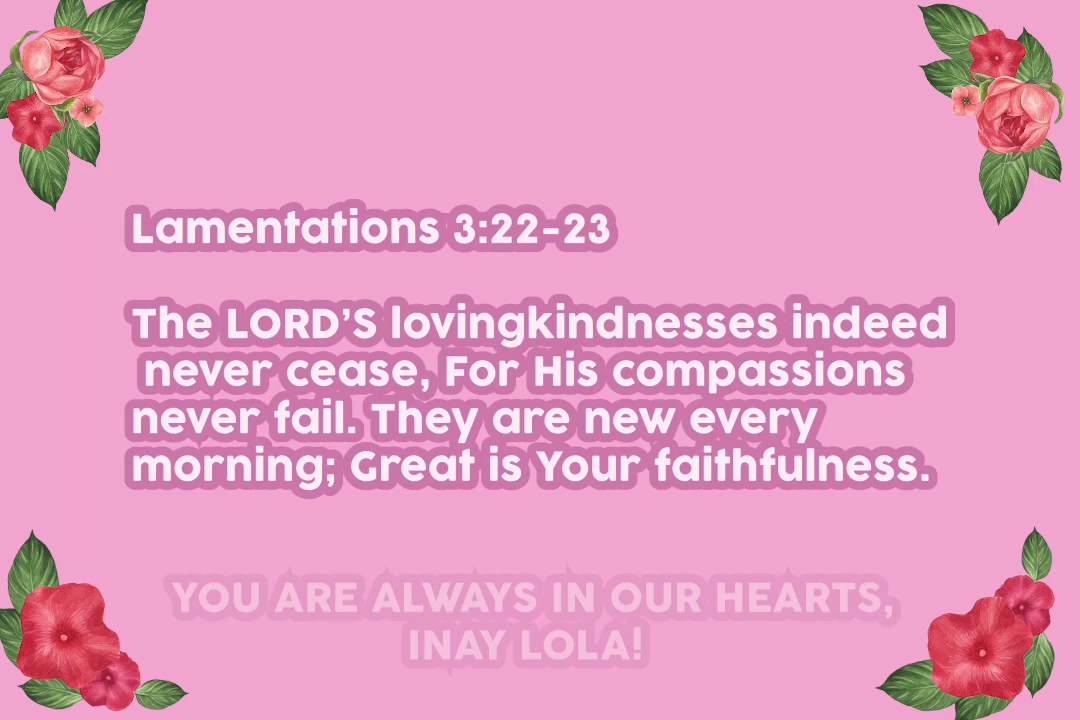 Lamentations 3:22-23
The LORD’S lovingkindnesses indeed
never cease, For His compassions
never fail. They are new every
morning; Great is Your faithfulness.
YOU ARE ALWAYS IN OUR HEARTS,
INAY LOLA!